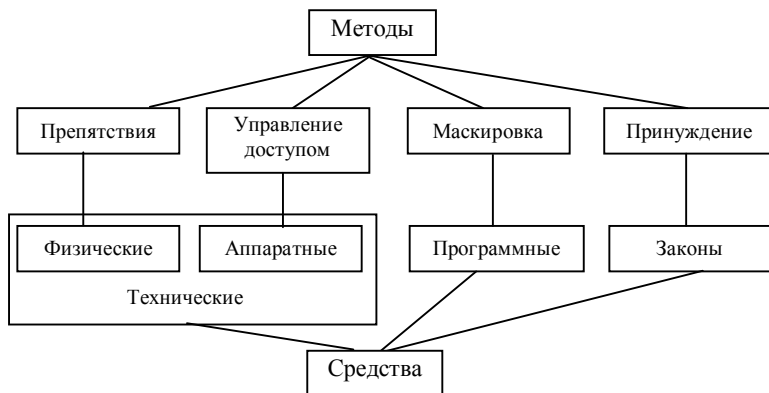 Методы
Препятствия
Управление
доступом
Маскировка
Принуждение
Физические
Аппаратные
Программные
Законы
Технические
Средства